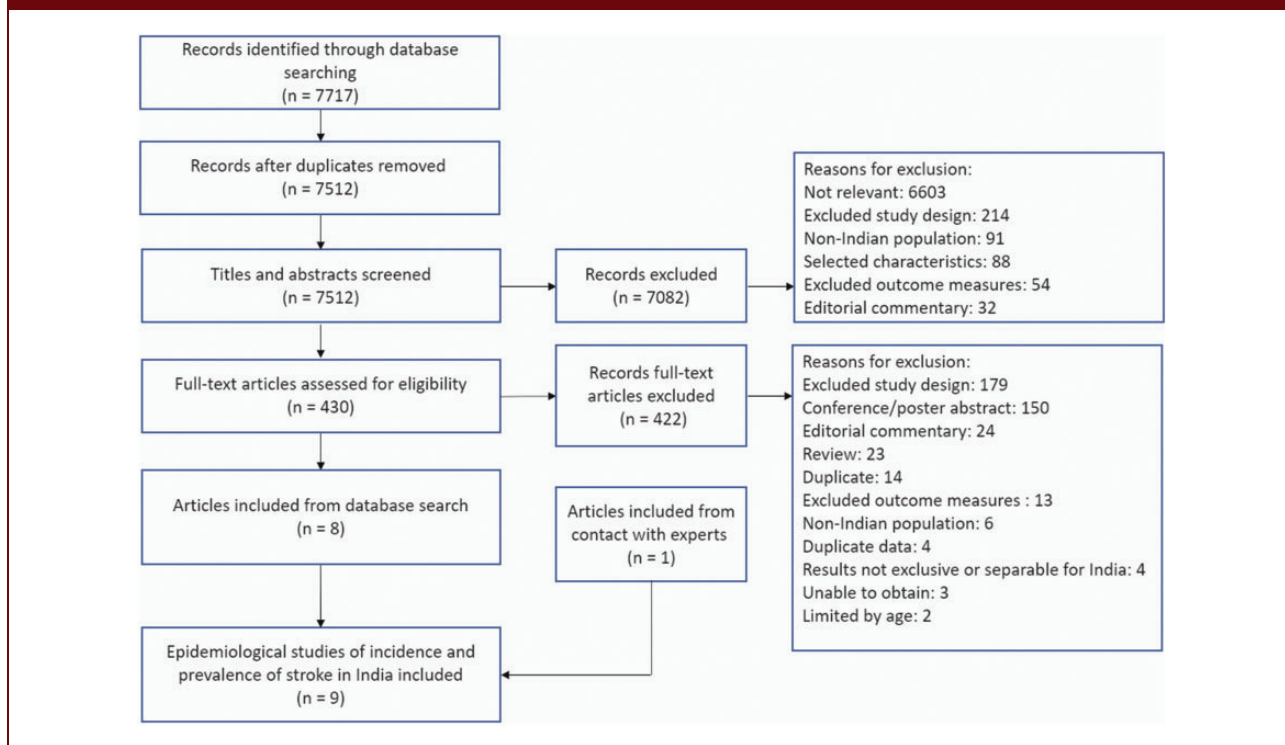 Records identified through database
searching
(n = 7717)
Records after duplicates removed
(n = 7512)
Titles and abstracts screened
(n = 7512)
Records excluded
(n = 7082)
Reasons for exclusion:
Not relevant: 6603
Excluded study design: 214
Non-Indian population: 91
Selected characteristics: 88
Excluded outcome measures: 54
Editorial commentary: 32
Full-text articles assessed for eligibility
(n = 430)
Records full-text
articles excluded
(n = 422)
Reasons for exclusion:
Excluded study design: 179
Conference/poster abstract: 150
Editorial commentary: 24
Review: 23
Duplicate: 14
Excluded outcome measures : 13
Non-Indian population: 6
Duplicate data: 4
Results not exclusive or separable for India: 4
Unable to obtain: 3
Limited by age: 2
Articles included from database search
(n = 8)
Articles included from
contact with experts
(n = 1)
Epidemiological studies of incidence and
prevalence of stroke in India included
(n = 9)